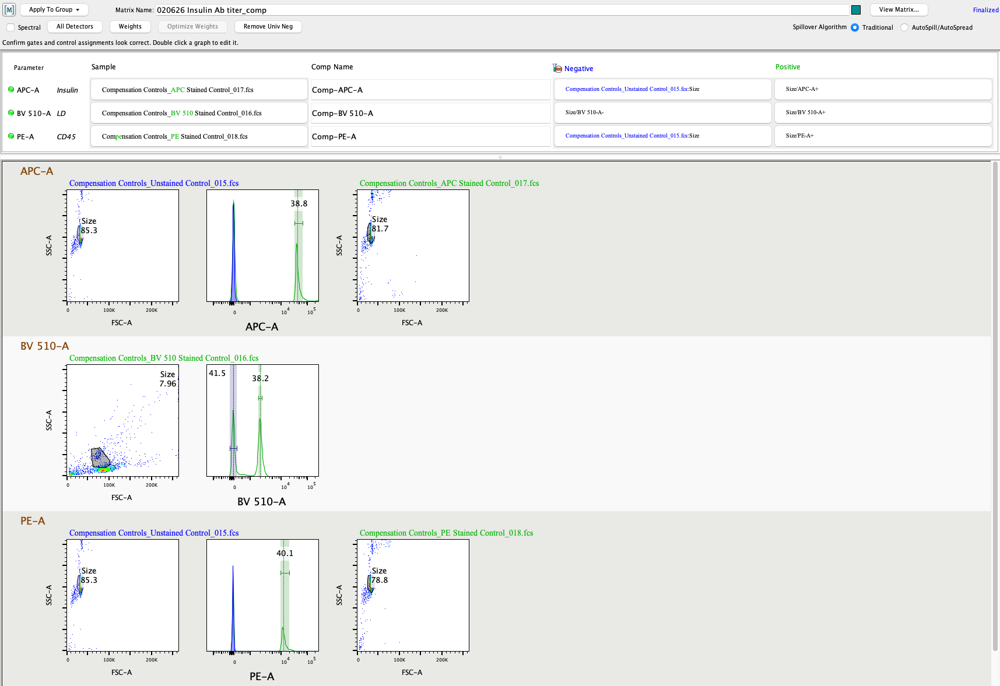 [M] Apply To Group Matrix Name: 020626 Insulin Ab titer_comp View Matrix... Finalized
Spectral All Detectors Weights Optimize Weights Remove Univ Neg Spillover Algorithm Traditional AutoSpill/AutoSpread
Confirm gates and control assignments look correct. Double click a graph to edit it.
Parameter Sample Comp Name Negative Positive
APC-A Insulin Compensation Controls_APC Stained Control_017.fcs Comp-APC-A Compensation Controls_Unstained Control_015.fcs:Size Size/APC-A+
BV 510-A LD Compensation Controls_BV 510 Stained Control_016.fcs Comp-BV 510-A Size/BV 510-A- Size/BV 510-A+
PE-A CD45 Compensation Controls_PE Stained Control_018.fcs Comp-PE-A Compensation Controls_Unstained Control_015.fcs:Size Size/PE-A+
APC-A
Compensation Controls_Unstained Control_015.fcs Compensation Controls_APC Stained Control_017.fcs
38.8
Size Size
85.3 81.7
SSC-A SSC-A
0 100K 200K 0 10^4 10^5 0 100K 200K
FSC-A APC-A FSC-A
BV 510-A
Compensation Controls_BV 510 Stained Control_016.fcs
Size 41.5 38.2
7.96
SSC-A
0 100K 200K 0 10^4 10^5
FSC-A BV 510-A
PE-A
Compensation Controls_Unstained Control_015.fcs Compensation Controls_PE Stained Control_018.fcs
40.1
Size Size
85.3 78.8
SSC-A SSC-A
0 100K 200K 0 10^4 10^5 0 100K 200K
FSC-A PE-A FSC-A